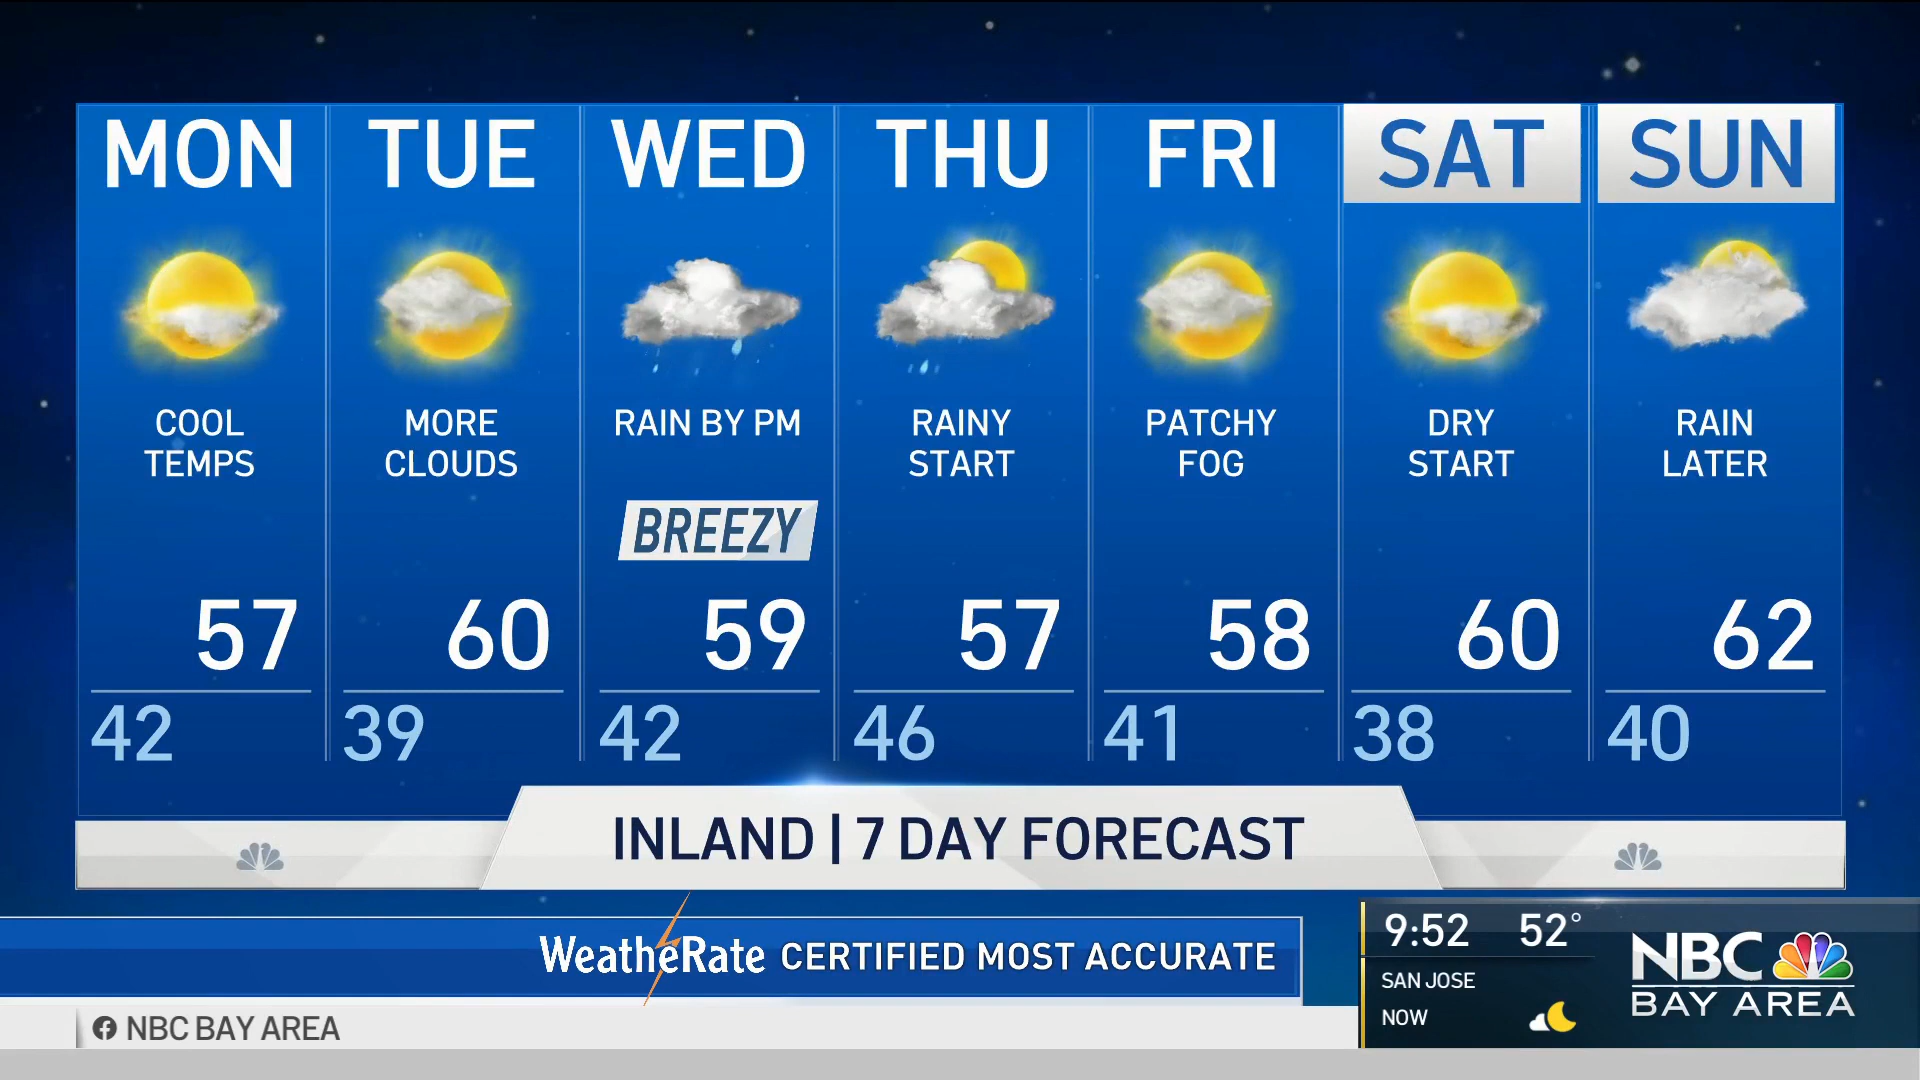 MON TUE WED THU FRI SAT SUN
COOL MORE RAIN BY PM RAINY PATCHY DRY RAIN
TEMPS CLOUDS START FOG START LATER
BREEZY
57 60 59 57 58 60 62
42 39 42 46 41 38 40
INLAND | 7 DAY FORECAST
WeatheRate CERTIFIED MOST ACCURATE
9:52 52°
SAN JOSE
NOW
NBC
BAY AREA
NBC BAY AREA